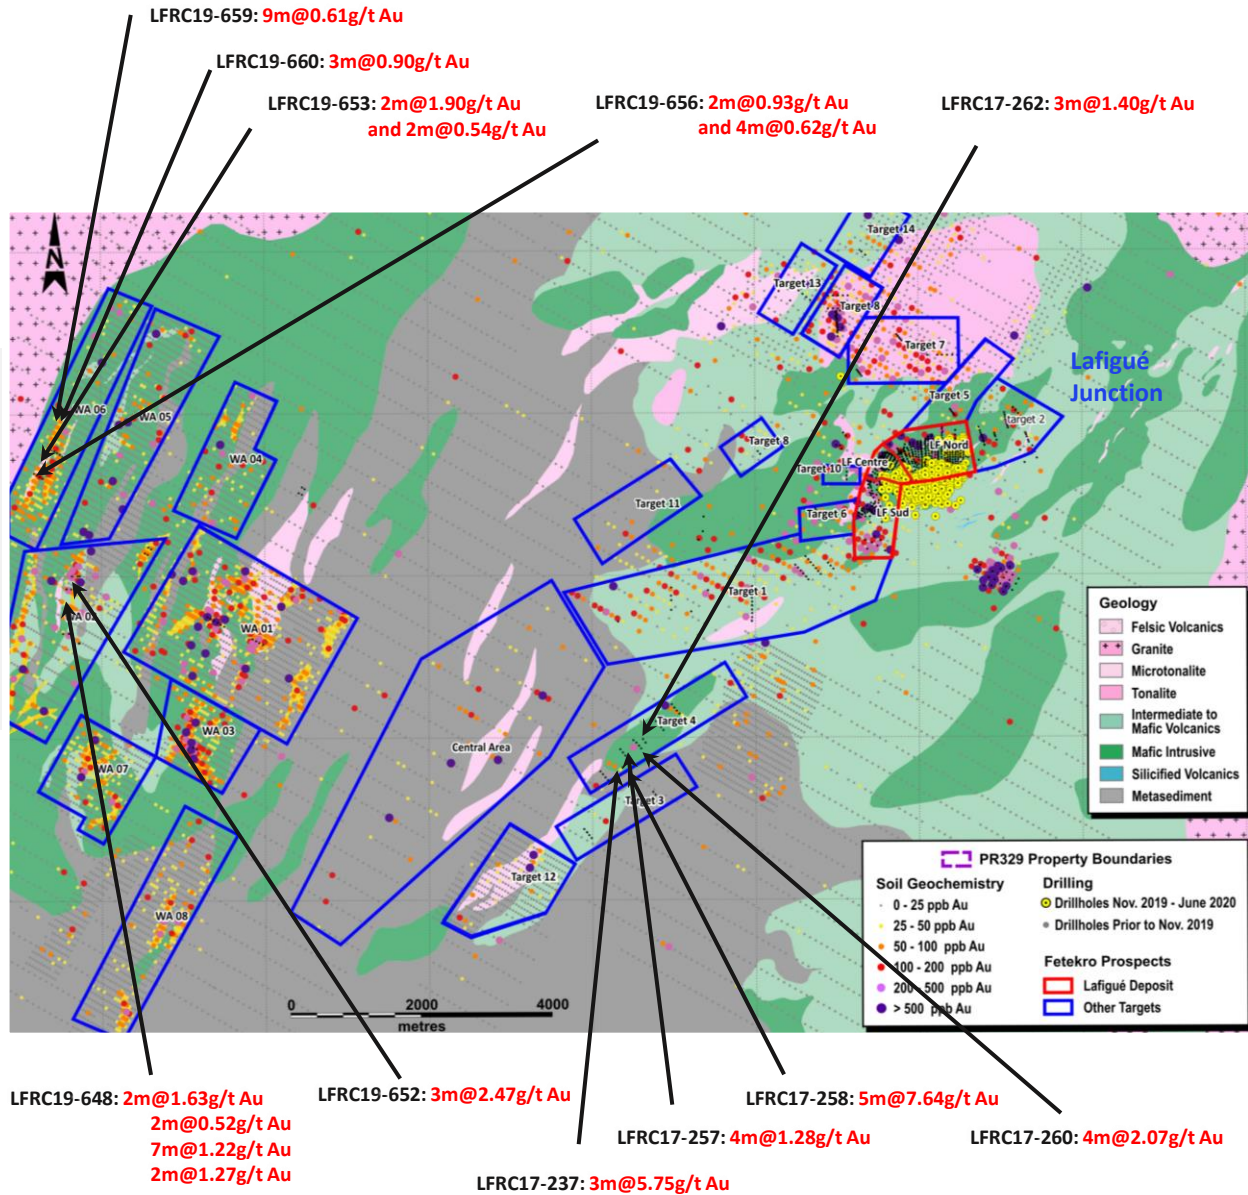 LFRC19-659: 9m@0.61g/t Au
LFRC19-660: 3m@0.90g/t Au
LFRC19-653: 2m@1.90g/t Au
and 2m@0.54g/t Au
LFRC19-656: 2m@0.93g/t Au
and 4m@0.62g/t Au
LFRC17-262: 3m@1.40g/t Au
N
Target 14
Target 13
Target 8
Target 7
Lafigué
Junction
Target 5
target 2
WA 06
WA 05
WA 04
Target 8
LF Nord
LF Centre
Target 10
Target 11
Target 6
LF Sud
Target 1
WA 02
WA 01
WA 03
WA 07
WA 08
Central Area
Target 4
Target 3
Target 12
Geology
Felsic Volcanics
Granite
Microtonalite
Tonalite
Intermediate to
Mafic Volcanics
Mafic Intrusive
Silicified Volcanics
Metasediment
PR329 Property Boundaries
Soil Geochemistry
0 - 25 ppb Au
25 - 50 ppb Au
50 - 100 ppb Au
100 - 200 ppb Au
200 - 500 ppb Au
> 500 ppb Au
Drilling
Drillholes Nov. 2019 - June 2020
Drillholes Prior to Nov. 2019
Fetekro Prospects
Lafigué Deposit
Other Targets
0 2000 4000
metres
LFRC19-648: 2m@1.63g/t Au
2m@0.52g/t Au
7m@1.22g/t Au
2m@1.27g/t Au
LFRC19-652: 3m@2.47g/t Au
LFRC17-258: 5m@7.64g/t Au
LFRC17-257: 4m@1.28g/t Au
LFRC17-260: 4m@2.07g/t Au
LFRC17-237: 3m@5.75g/t Au